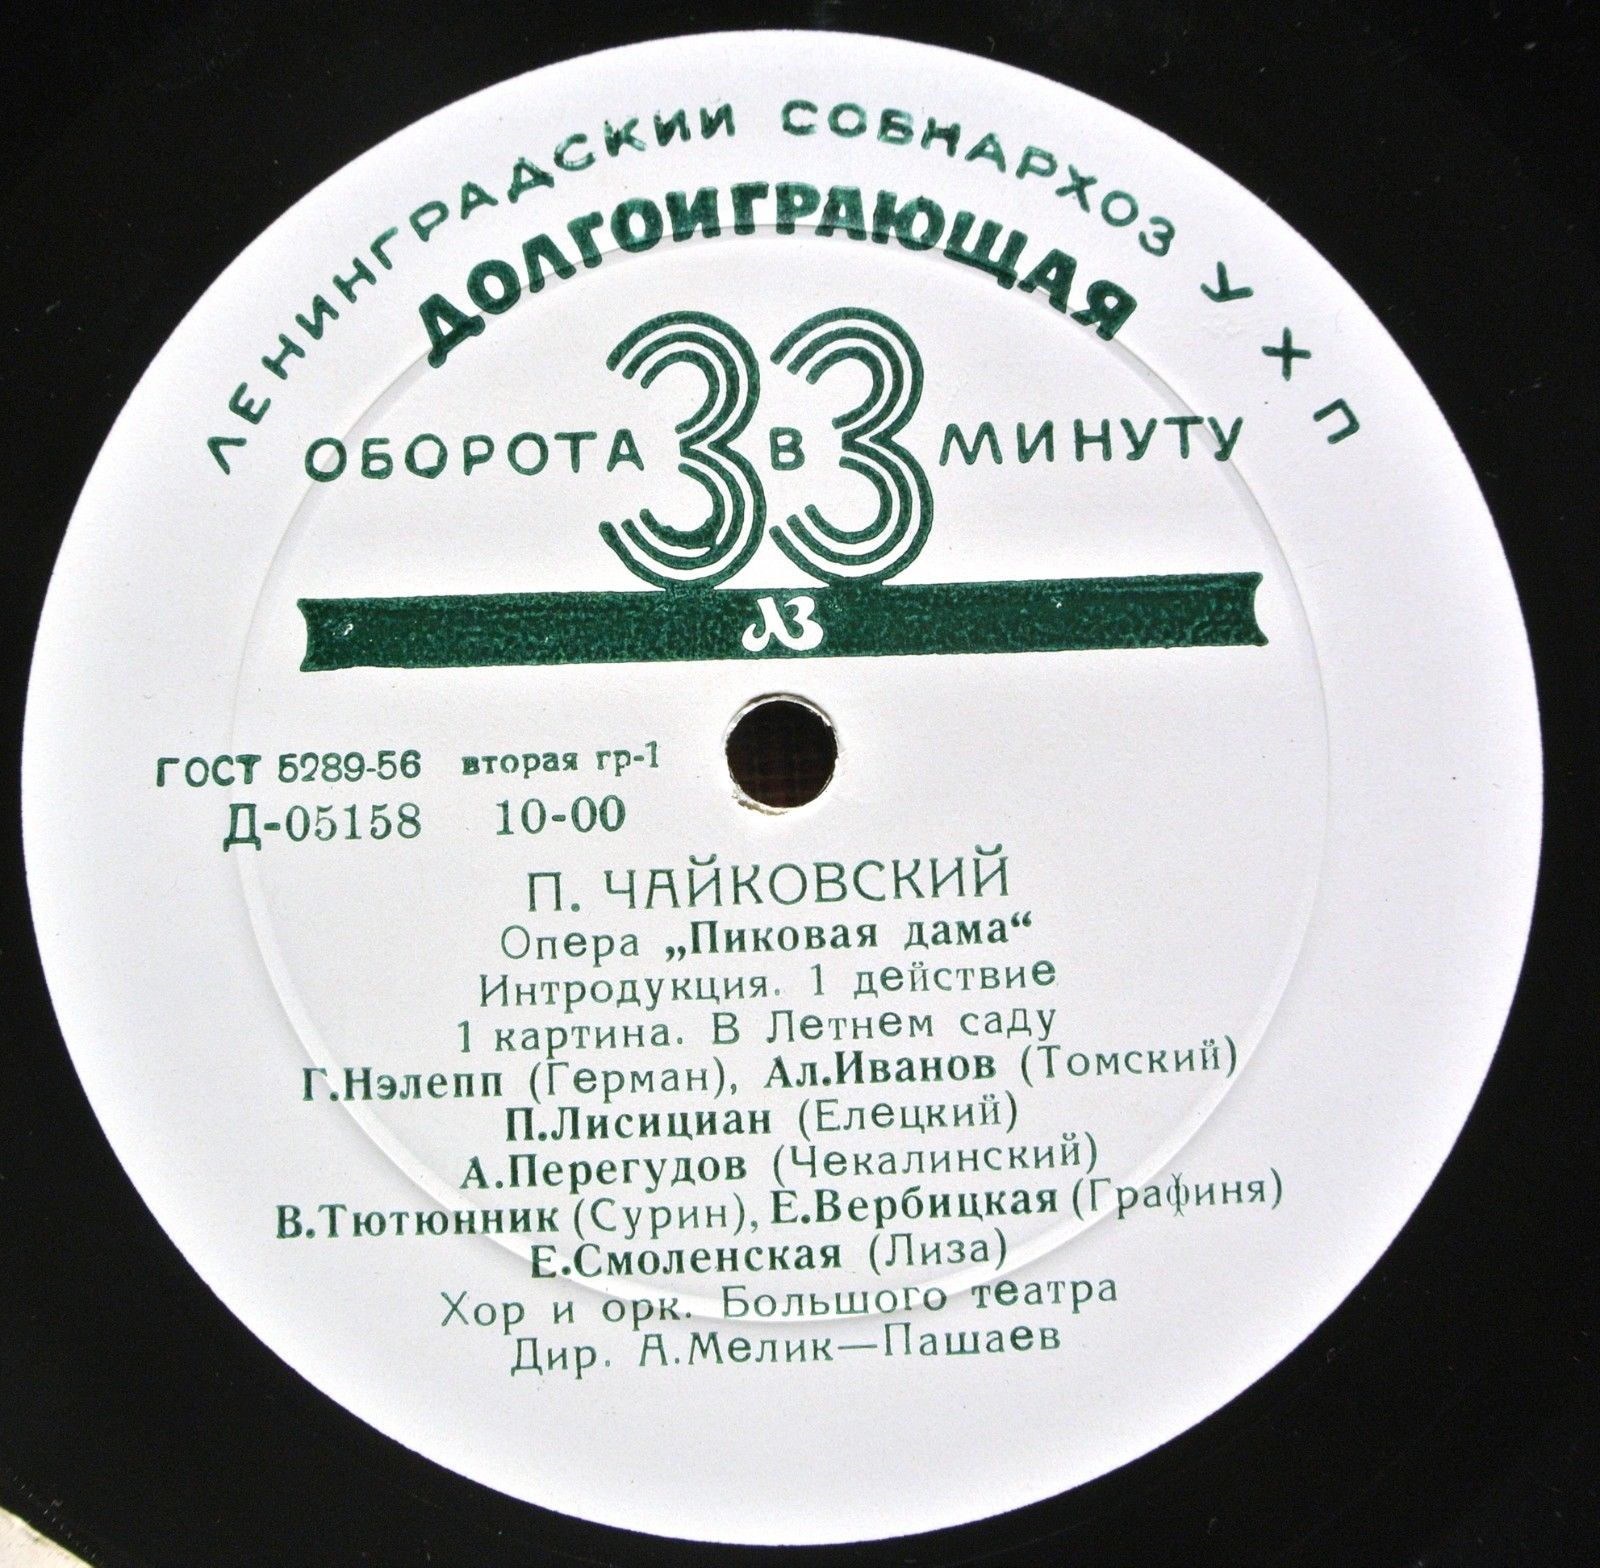 ЛЕНИНГРАДСКИЙ СОВНАРХОЗ УХП
ДОЛГОИГРАЮЩАЯ
33
ОБОРОТА В МИНУТУ
ЛЗ
ГОСТ 5289-56 вторая гр-1
Д-05158 10-00
П. ЧАЙКОВСКИЙ
Опера „Пиковая дама“
Интродукция. 1 действие
1 картина. В Летнем саду
Г.Нэлепп (Герман), Ал.Иванов (Томский)
П.Лисициан (Елецкий)
А.Перегудов (Чекалинский)
В.Тютюнник (Сурин), Е.Вербицкая (Графиня)
Е.Смоленская (Лиза)
Хор и орк. Большого театра
Дир. А.Мелик—Пашаев